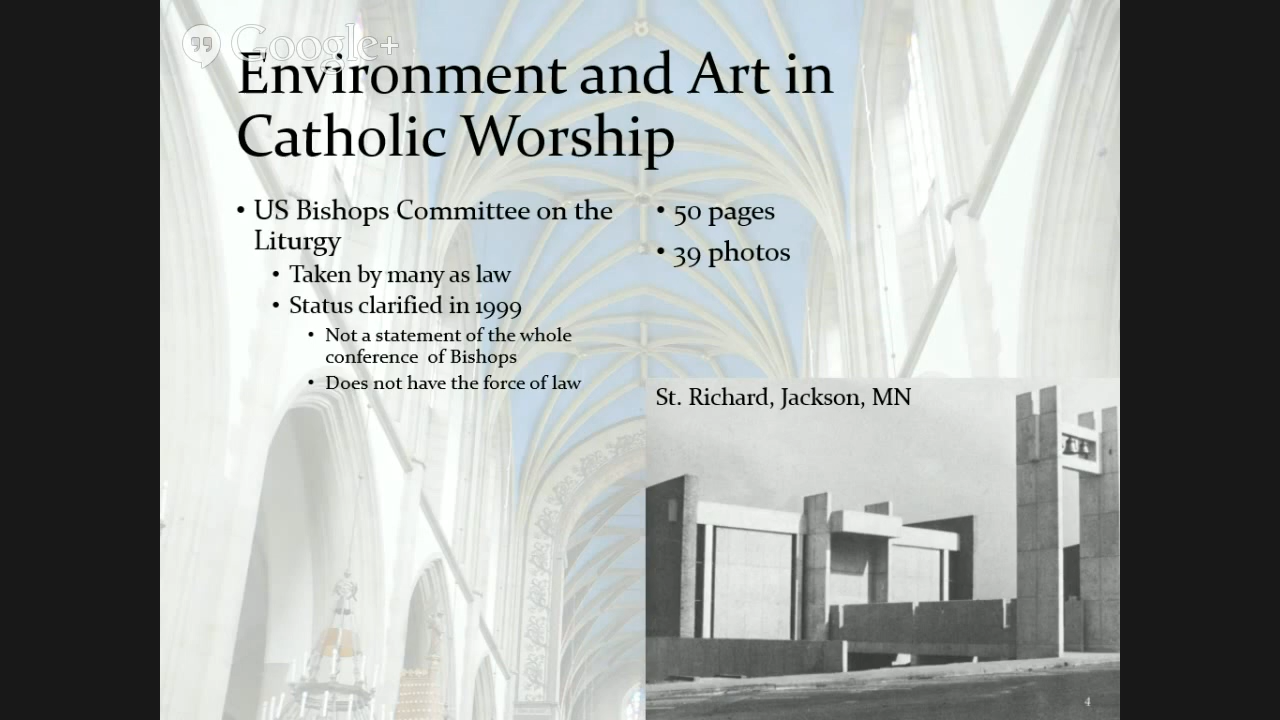 Google+
Environment and Art in
Catholic Worship
• US Bishops Committee on the
Liturgy
• Taken by many as law
• Status clarified in 1999
• Not a statement of the whole
conference of Bishops
• Does not have the force of law
• 50 pages
• 39 photos
St. Richard, Jackson, MN
4